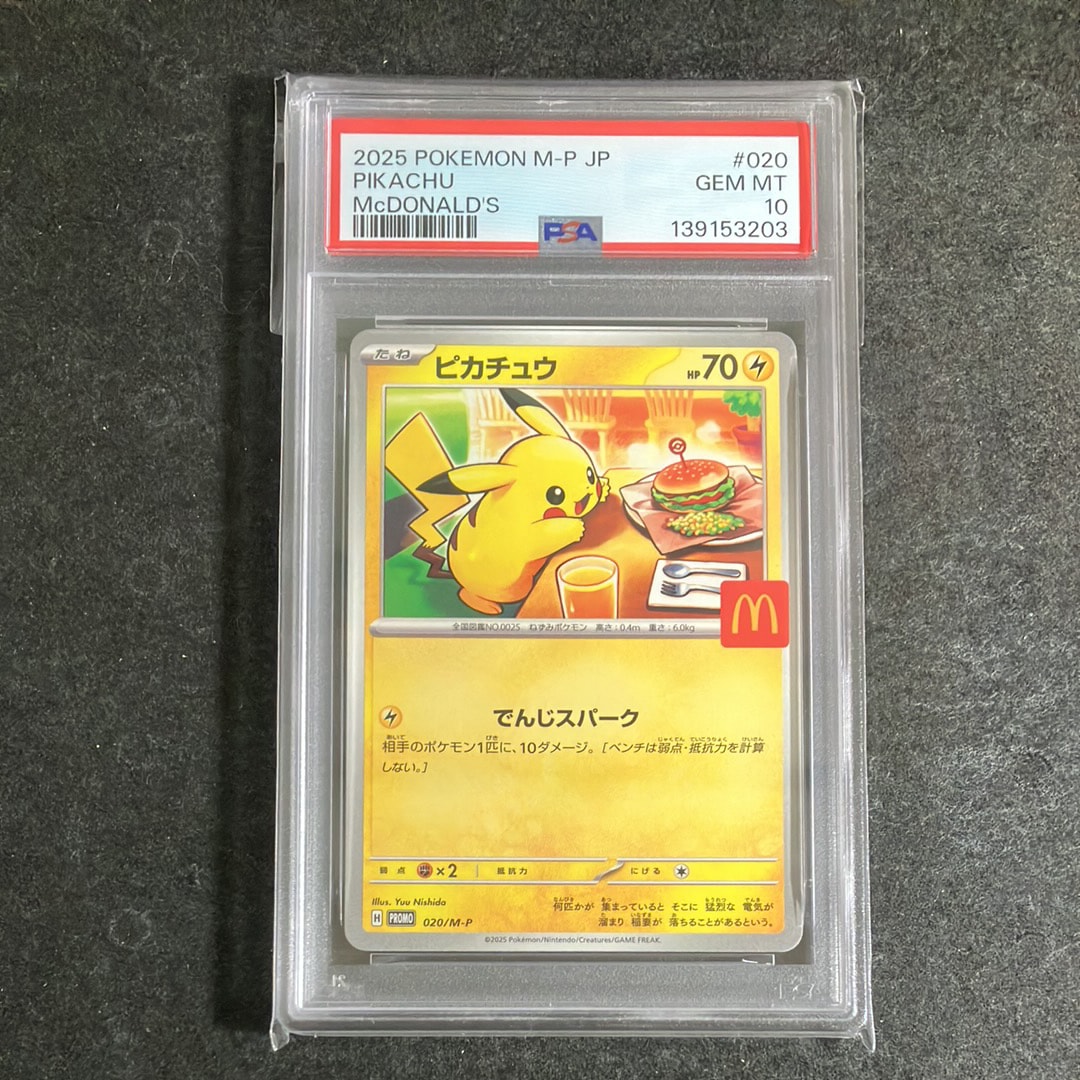 2025 POKEMON M-P JP #020
PIKACHU GEM MT
McDONALD'S 10
PSA 139153203
たね ピカチュウ HP70
全国図鑑NO.0025 ねずみポケモン 高さ:0.4m 重さ:6.0kg
でんじスパーク
相手のポケモン1匹に、10ダメージ。[ベンチは弱点・抵抗力を計算
しない。]
弱点 ×2 抵抗力 にげる
Illus. Yuu Nishida
何匹かが 集まっていると そこに 猛烈な 電気が
溜まり 稲妻が 落ちることがあるという。
H PROMO 020/M-P
©2025 Pokémon/Nintendo/Creatures/GAME FREAK.